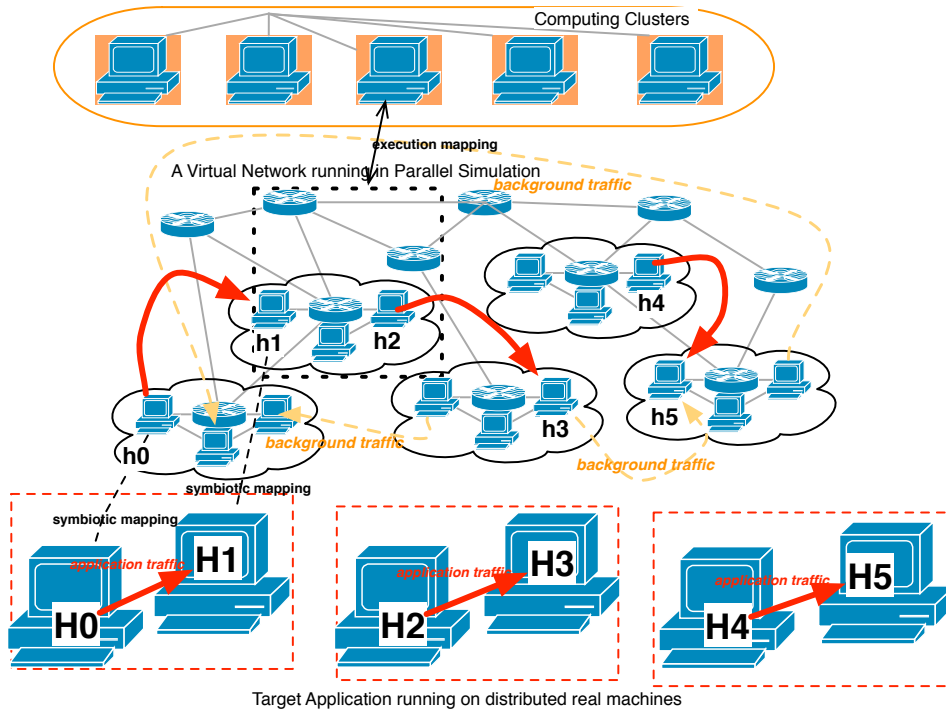 Computing Clusters
execution mapping
A Virtual Network running in Parallel Simulation
background traffic
h4
h1
h2
h5
h3
h0
background traffic
background traffic
symbiotic mapping
symbiotic mapping
H1
H3
H5
application traffic
application traffic
application traffic
H0
H2
H4
Target Application running on distributed real machines